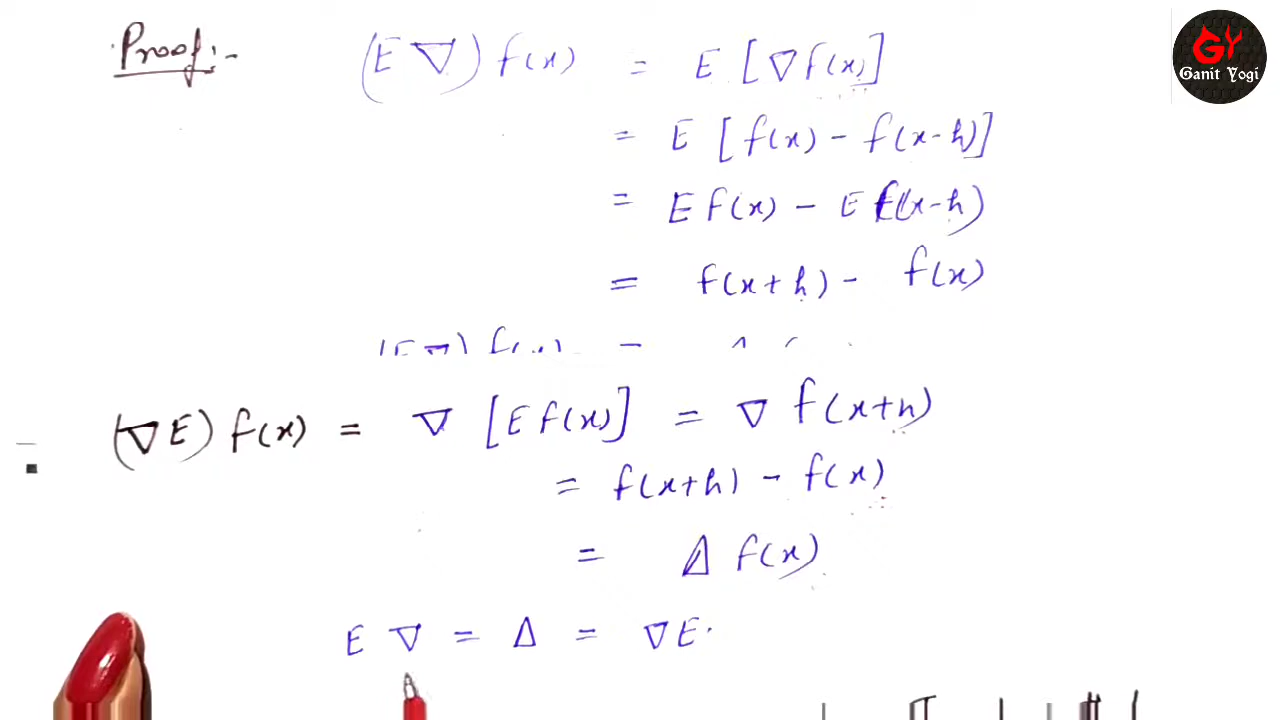 Proof:-
(E ∇) f(x) = E [∇ f(x)]
= E [f(x) - f(x-h)]
= E f(x) - E f(x-h)
= f(x+h) - f(x)
(∇E) f(x) = ∇ [E f(x)] = ∇ f(x+h)
= f(x+h) - f(x)
= Δ f(x)
E ∇ = Δ = ∇E.
GY
Ganit Yogi